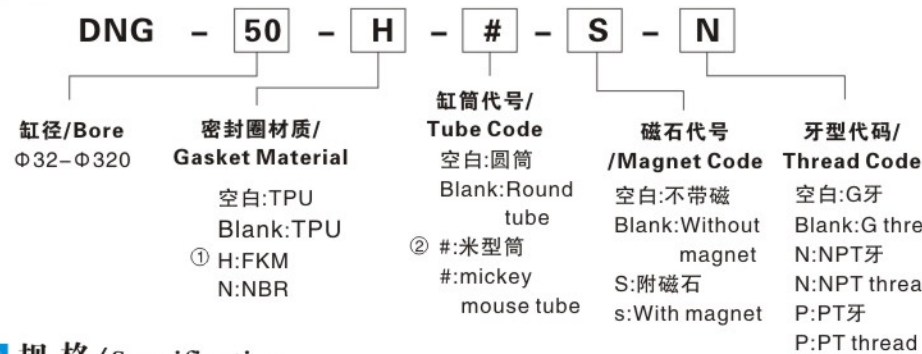 DNG – 50 – H – # – S – N
缸径/Bore
Φ32–Φ320
密封圈材质/
Gasket Material
空白:TPU
Blank:TPU
① H:FKM
N:NBR
缸筒代号/
Tube Code
空白:圆筒
Blank:Round
tube
② #:米型筒
#:mickey
mouse tube
磁石代号
/Magnet Code
空白:不带磁
Blank:Without
magnet
S:附磁石
s:With magnet
牙型代码/
Thread Code
空白:G牙
Blank:G thre
N:NPT牙
N:NPT threa
P:PT牙
P:PT thread